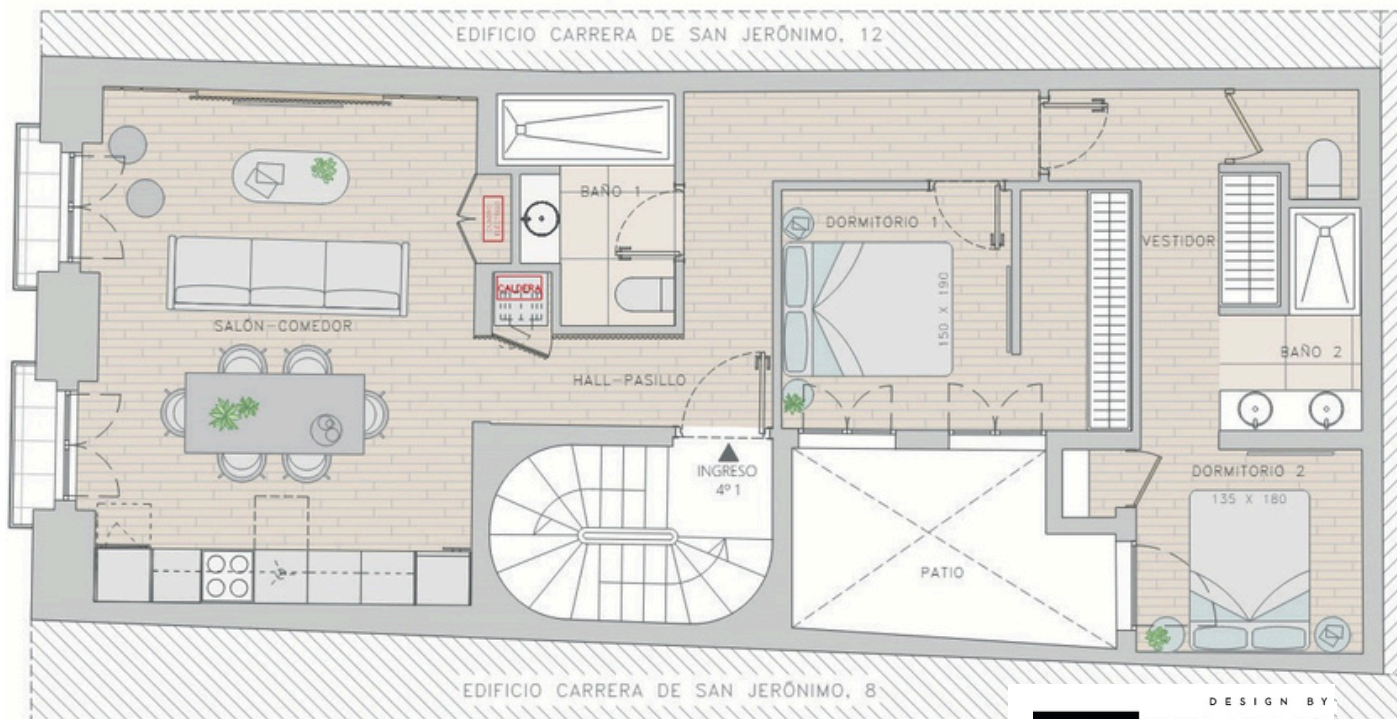 EDIFICIO CARRERA DE SAN JERÓNIMO, 12
BAÑO 1
DORMITORIO 1
VESTIDOR
CALDERA
150 X 190
SALÓN-COMEDOR
BAÑO 2
HALL-PASILLO
INGRESO
4º 1
DORMITORIO 2
135 X 180
PATIO
EDIFICIO CARRERA DE SAN JERÓNIMO, 8
DESIGN BY